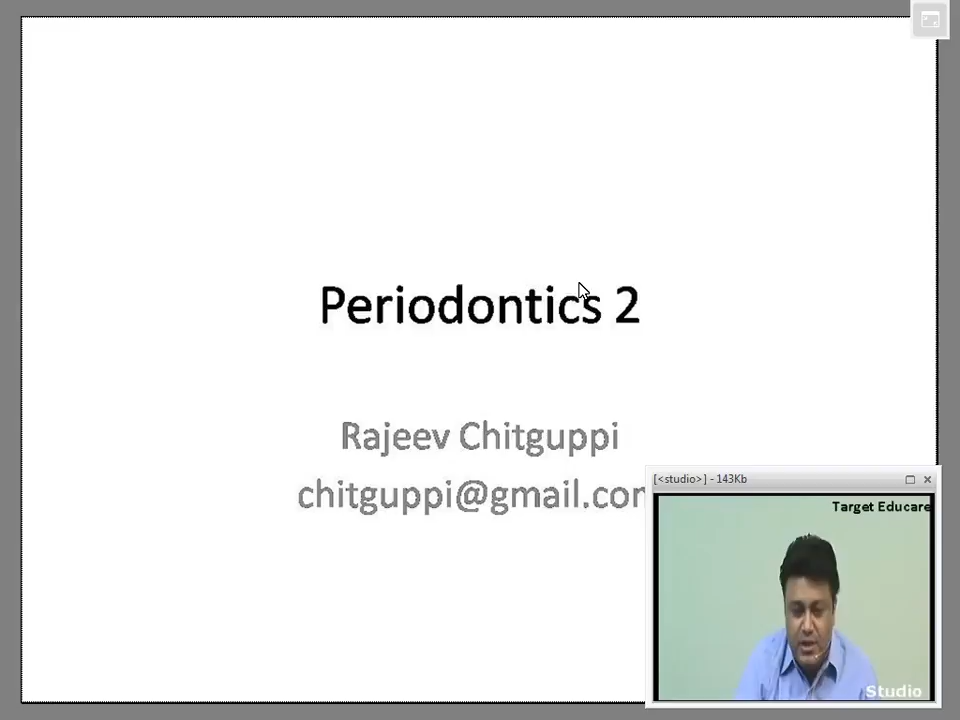 Periodontics 2
Rajeev Chitguppi
chitguppi@gmail.com
[<studio>] - 143Kb
Target Educare
Studio